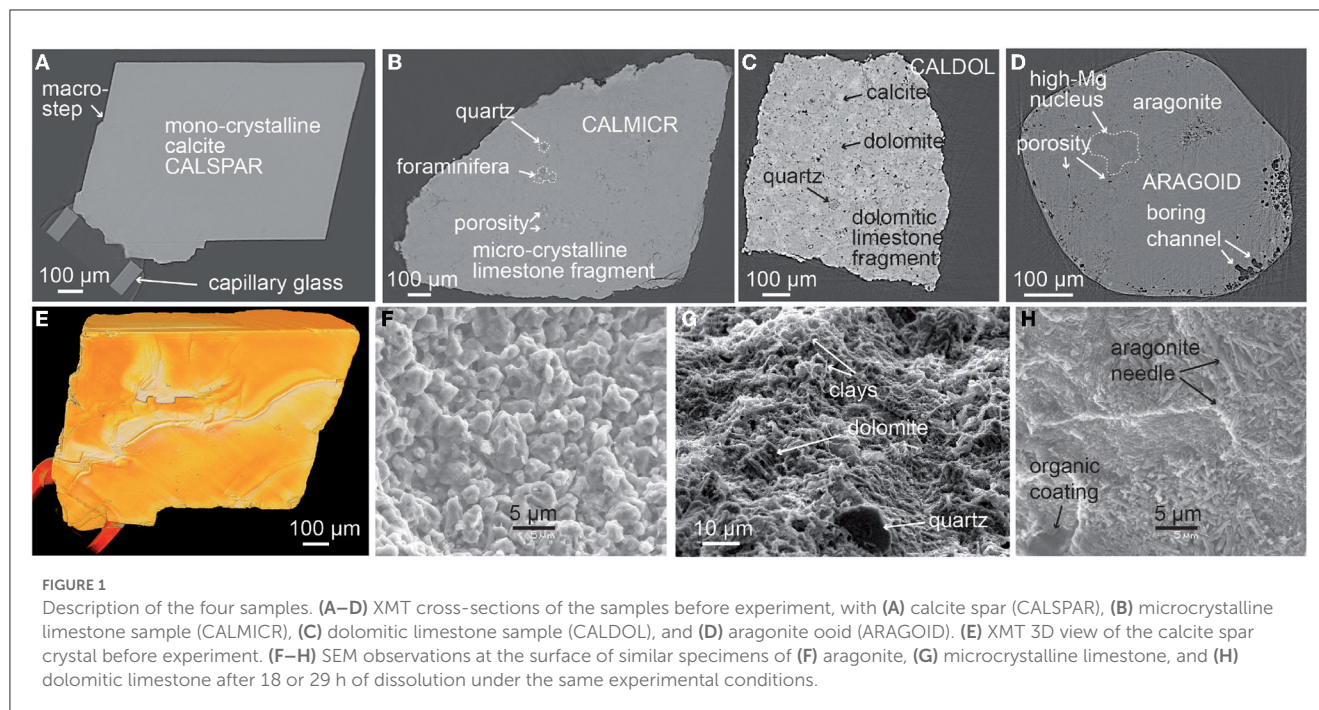 A
macro-
step
mono-crystalline
calcite
CALSPAR
100 µm
capillary glass
B
quartz
CALMICR
foraminifera
porosity
micro-crystalline
limestone fragment
100 µm
C
CALDOL
calcite
dolomite
quartz
dolomitic
limestone
fragment
100 µm
D
high-Mg
nucleus
aragonite
porosity
ARAGOID
boring
channel
100 µm
E
100 µm
F
5 µm
5 µm
G
clays
dolomite
10 µm
quartz
H
aragonite
needle
organic
coating
5 µm
5 µm
FIGURE 1
Description of the four samples. (A–D) XMT cross-sections of the samples before experiment, with (A) calcite spar (CALSPAR), (B) microcrystalline
limestone sample (CALMICR), (C) dolomitic limestone sample (CALDOL), and (D) aragonite ooid (ARAGOID). (E) XMT 3D view of the calcite spar
crystal before experiment. (F–H) SEM observations at the surface of similar specimens of (F) aragonite, (G) microcrystalline limestone, and (H)
dolomitic limestone after 18 or 29 h of dissolution under the same experimental conditions.